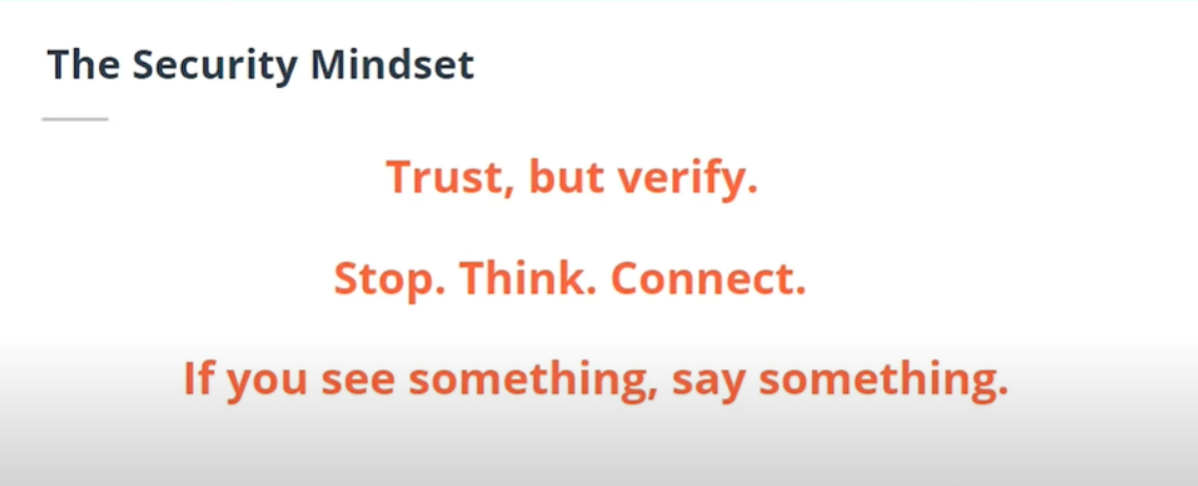 The Security Mindset
Trust, but verify.
Stop. Think. Connect.
If you see something, say something.